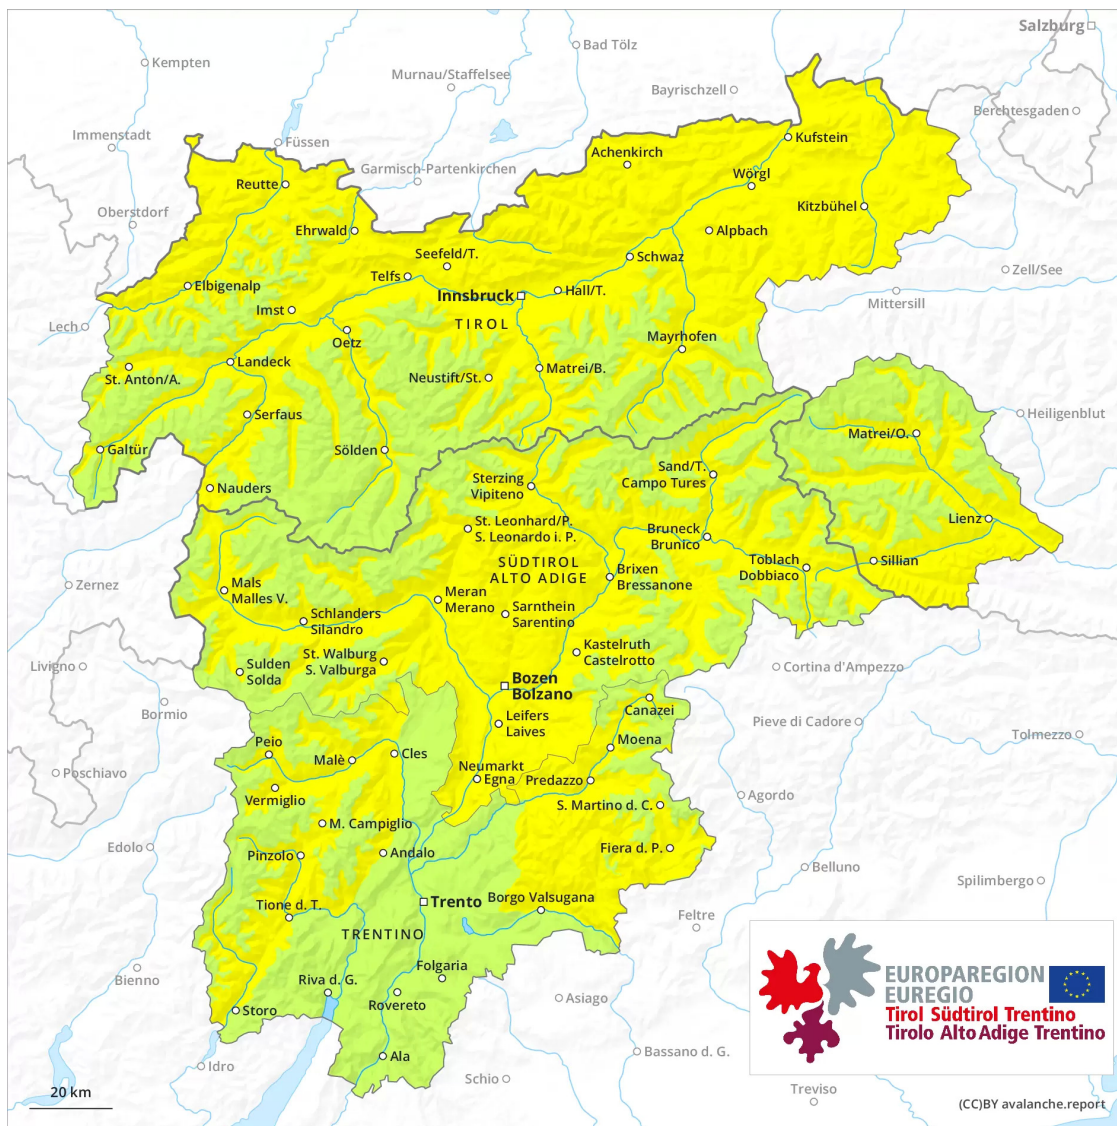 Salzburg
Bad Tölz
Kempten
Murnau/Staffelsee
Bayrischzell
Berchtesgaden
Immenstadt
Füssen
Kufstein
Achenkirch
Garmisch-Partenkirchen
Wörgl
Reutte
Oberstdorf
Kitzbühel
Ehrwald
Alpbach
Seefeld/T.
Schwaz
Zell/See
Telfs
Elbigenalp
Innsbruck
Hall/T.
Mittersill
Imst
TIROL
Lech
Oetz
Mayrhofen
Landeck
Matrei/B.
St. Anton/A.
Neustift/St.
Serfaus
Heiligenblut
Matrei/O.
Galtür
Sölden
Sand/T.
Campo Tures
Sterzing
Vipiteno
Nauders
Lienz
St. Leonhard/P.
S. Leonardo i. P.
Bruneck
Brunico
SÜDTIROL
ALTO ADIGE
Toblach
Dobbiaco
Sillian
Brixen
Bressanone
Zernez
Mals
Malles V.
Meran
Merano
Sarnthein
Sarentino
Schlanders
Silandro
Kastelruth
Castelrotto
St. Walburg
S. Valburga
Livigno
Sulden
Solda
Cortina d'Ampezzo
Bozen
Bolzano
Bormio
Canazei
Leifers
Laives
Pieve di Cadore
Tolmezzo
Peio
Moena
Malè
Cles
Poschiavo
Neumarkt
Egna
Predazzo
Vermiglio
Agordo
S. Martino d. C.
M. Campiglio
Edolo
Pinzolo
Andalo
Fiera d. P.
Belluno
Spilimbergo
Trento
Borgo Valsugana
Tione d. T.
Feltre
TRENTINO
Folgaria
Bienno
Riva d. G.
Rovereto
Asiago
Storo
EUROPAREGION
EUREGIO
Tirol Südtirol Trentino
Tirolo Alto Adige Trentino
Ala
Bassano d. G.
Idro
Schio
20 km
Treviso
(CC)BY avalanche.report